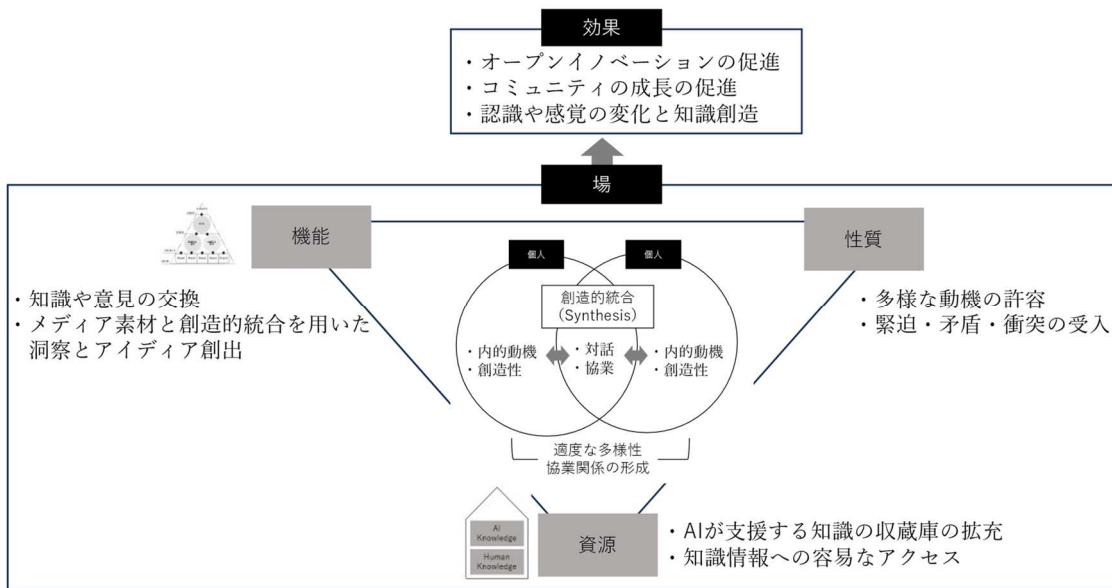 効果
・オープンイノベーションの促進
・コミュニティの成長の促進
・認識や感覚の変化と知識創造
場
機能
・知識や意見の交換
・メディア素材と創造的統合を用いた
洞察とアイディア創出
性質
・多様な動機の許容
・緊迫・矛盾・衝突の受入
個人
個人
創造的統合
(Synthesis)
・内的動機
・創造性
・対話
・協業
・内的動機
・創造性
適度な多様性
協業関係の形成
AI
Knowledge
Human
Knowledge
資源
・AIが支援する知識の収蔵庫の拡充
・知識情報への容易なアクセス